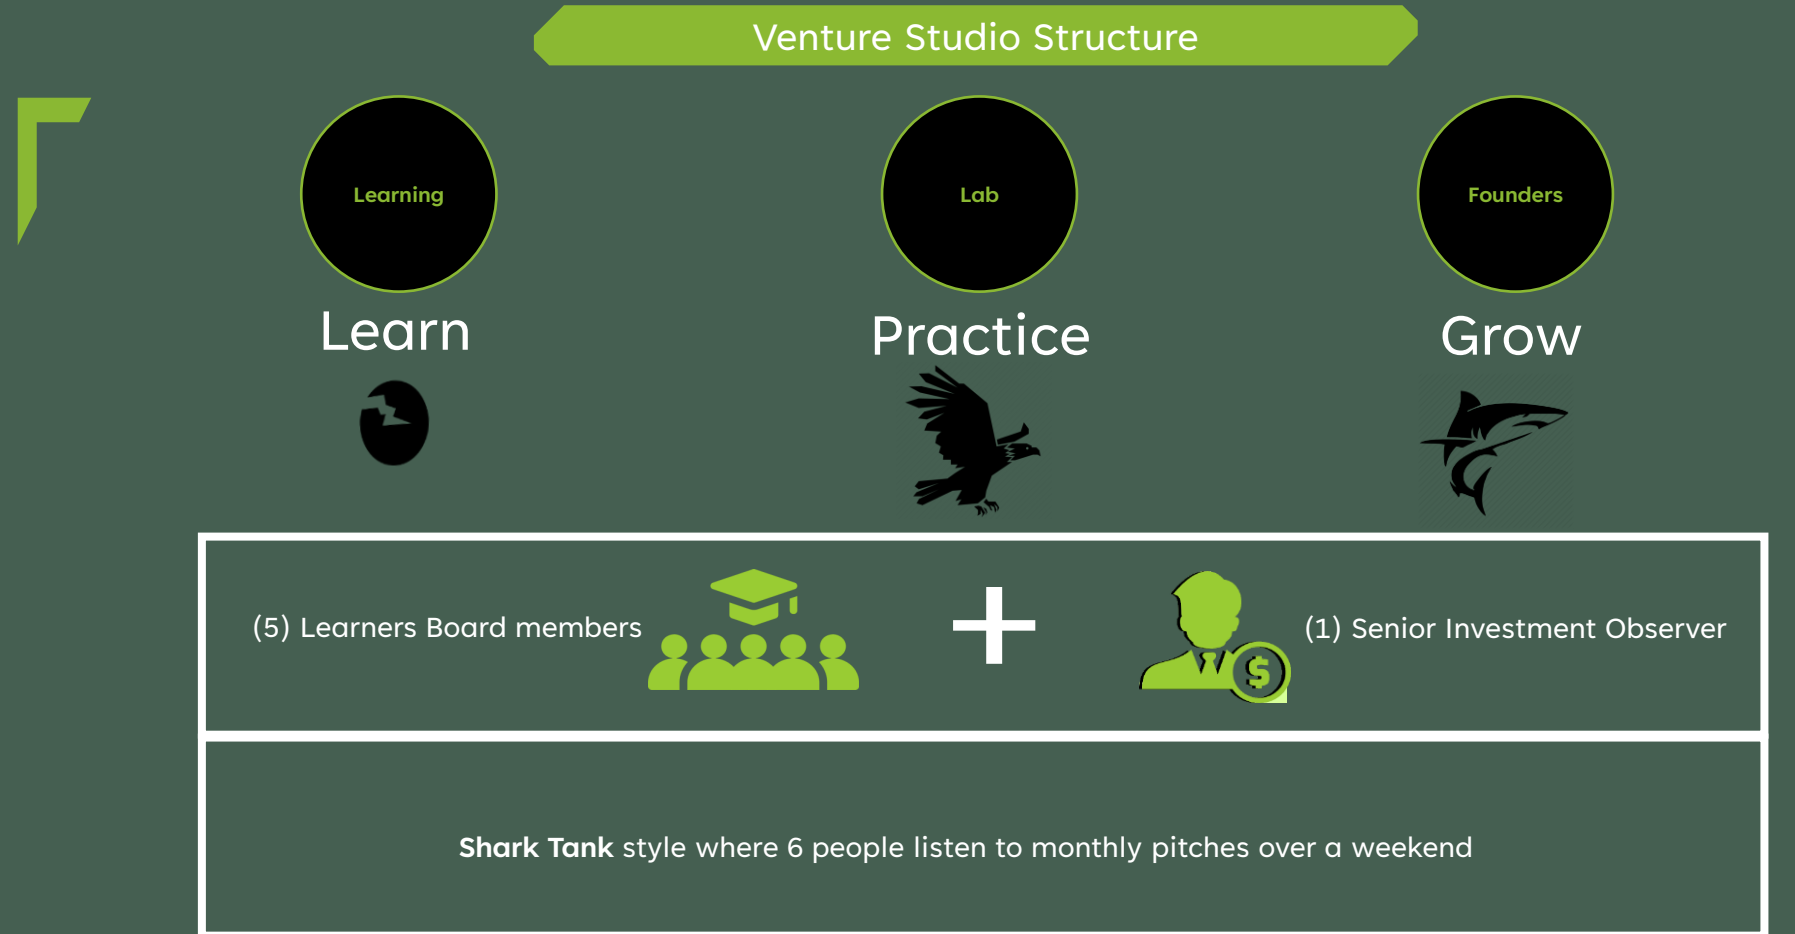 Venture Studio Structure
Learning
Lab
Founders
Learn
Practice
Grow
(5) Learners Board members
$
(1) Senior Investment Observer
Shark Tank style where 6 people listen to monthly pitches over a weekend